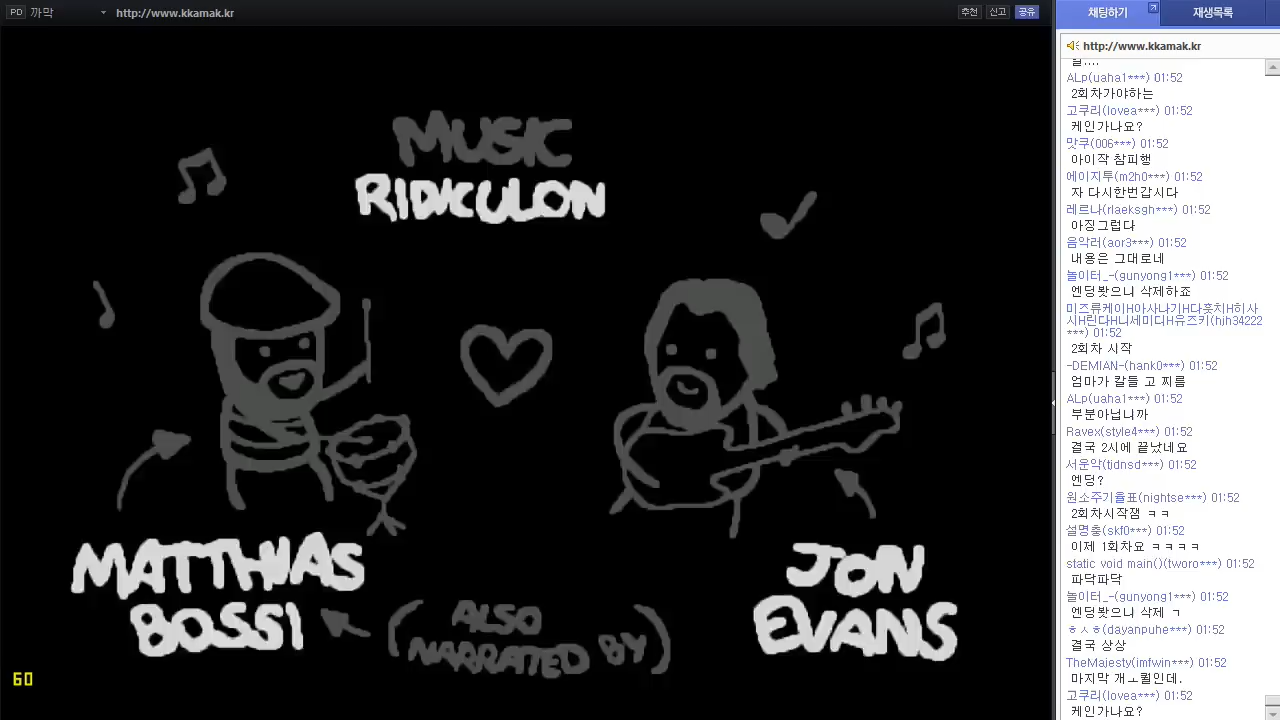 PD 까막
http://www.kkamak.kr
추천 신고 공유
채팅하기 재생목록
http://www.kkamak.kr
MUSIC
RIDICULON
MATTHIAS
BOSSI
(ALSO
NARRATED BY)
JON
EVANS
60
ALp(uaha1***) 01:52
2회차가야하는
고쿠리(lovea***) 01:52
케인가나요?
맛쿠(006***) 01:52
아이작 참피행
에이지투(m2h0***) 01:52
자 다시한번갑시다
레르나(rlaeksgh***) 01:52
아징그럽다
음악러(aor3***) 01:52
내용은 그대로네
놀이터_-(gunyong1***) 01:52
엔딩봣으니 삭제하죠
미즈류케이H아사나기H다홋치H히사
시H린다H니세미디H유즈키(hjh34222
***) 01:52
2회차 시작
-DEMIAN-(hank0***) 01:52
엄마가 칼들 고 찌를
ALp(uaha1***) 01:52
부분아닙니까
Ravex(style4***) 01:52
결국 2시에 끝났네요
서운악(tidnsd***) 01:52
엔딩?
원소주기율표(nightse***) 01:52
2회차시작잼 ㅋㅋ
설명충(skf0***) 01:52
이제 1회차요 ㅋㅋㅋㅋ
static void main()(tworo***) 01:52
파닥파닥
놀이터_-(gunyong1***) 01:52
엔딩봣으니 삭제 ㄱ
ㅎㅅㅎ(dayanpuhe***) 01:52
결국 상상
TheMajesty(imfwin***) 01:52
마지막 개ㅗ퀄인데.
고쿠리(lovea***) 01:52
케인가나요?